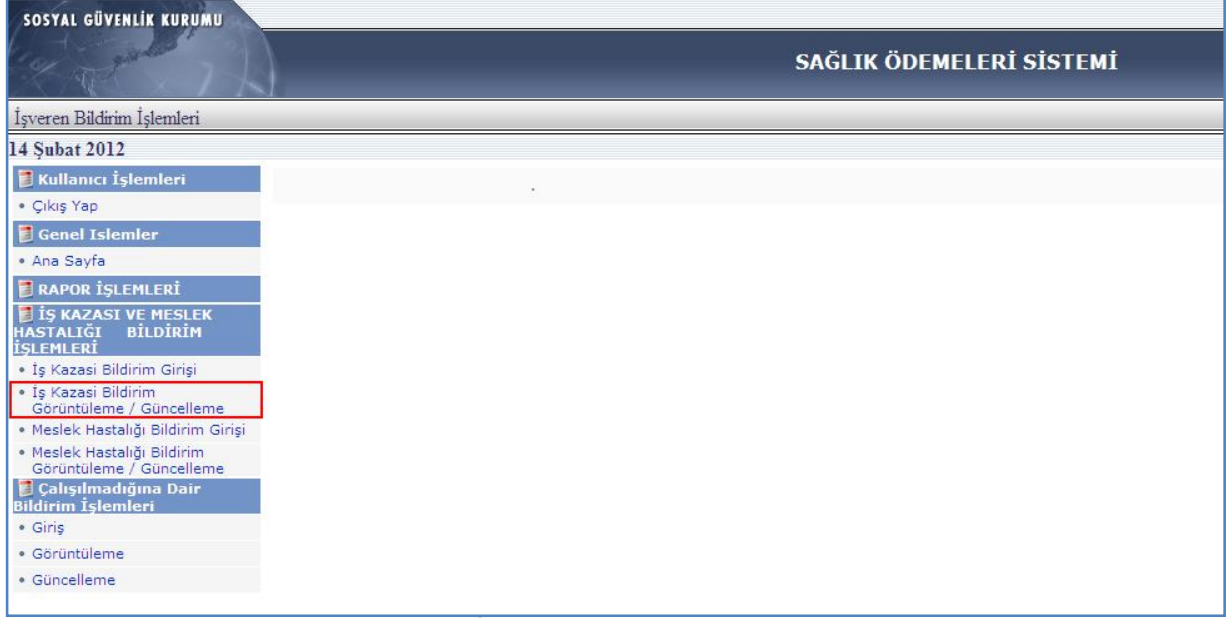 SOSYAL GÜVENLİK KURUMU
SAĞLIK ÖDEMELERİ SİSTEMİ
İşveren Bildirim İşlemleri
14 Şubat 2012
Kullanıcı İşlemleri
• Çıkış Yap
Genel Islemler
• Ana Sayfa
RAPOR İŞLEMLERİ
İŞ KAZASI VE MESLEK
HASTALIĞI BİLDİRİM
İŞLEMLERİ
• İş Kazasi Bildirim Girişi
• İş Kazasi Bildirim
Görüntüleme / Güncelleme
• Meslek Hastalığı Bildirim Girişi
• Meslek Hastalığı Bildirim
Görüntüleme / Güncelleme
Çalışılmadığına Dair
Bildirim İşlemleri
• Giriş
• Görüntüleme
• Güncelleme